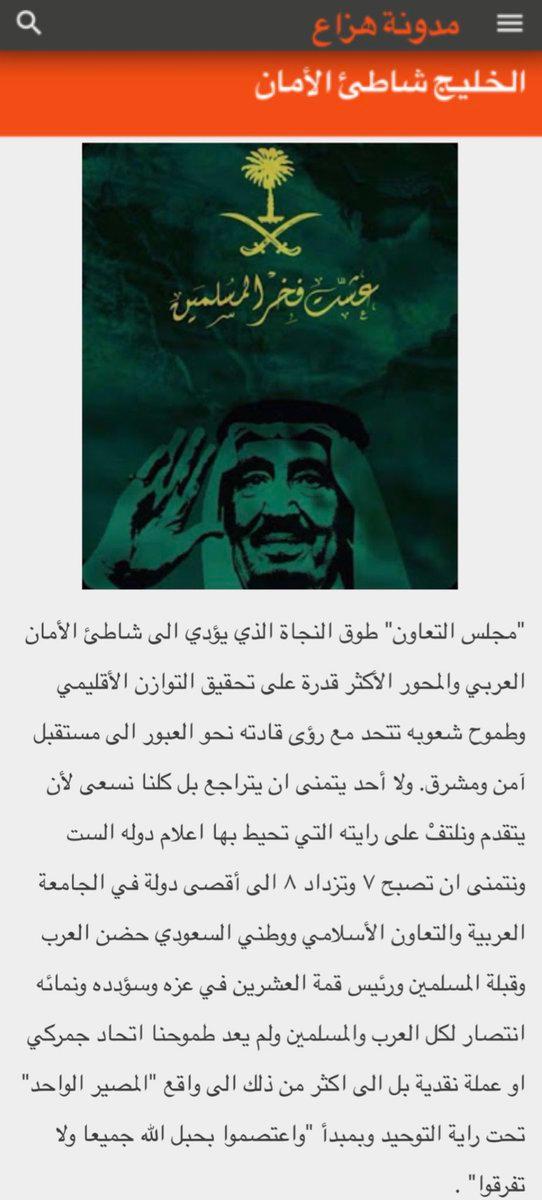 مدونة هزاع
الخليج شاطئ الأمان
عشت فخر المسلمين
"مجلس التعاون" طوق النجاة الذي يؤدي الى شاطئ الأمان
العربي والمحور الأكثر قدرة على تحقيق التوازن الأقليمي
وطموح شعوبه تتحد مع رؤى قادته نحو العبور الى مستقبل
آمن ومشرق. ولا أحد يتمنى ان يتراجع بل كلنا نسعى لأن
يتقدم ونلتفْ على رايته التي تحيط بها اعلام دوله الست
ونتمنى ان تصبح ٧ وتزداد ٨ الى أقصى دولة في الجامعة
العربية والتعاون الأسلامي ووطني السعودي حضن العرب
وقبلة المسلمين ورئيس قمة العشرين في عزه وسؤدده ونمائه
انتصار لكل العرب والمسلمين ولم يعد طموحنا اتحاد جمركي
او عملة نقدية بل الى اكثر من ذلك الى واقع "المصير الواحد"
تحت راية التوحيد وبمبدأ "واعتصموا بحبل الله جميعا ولا
تفرقوا" .